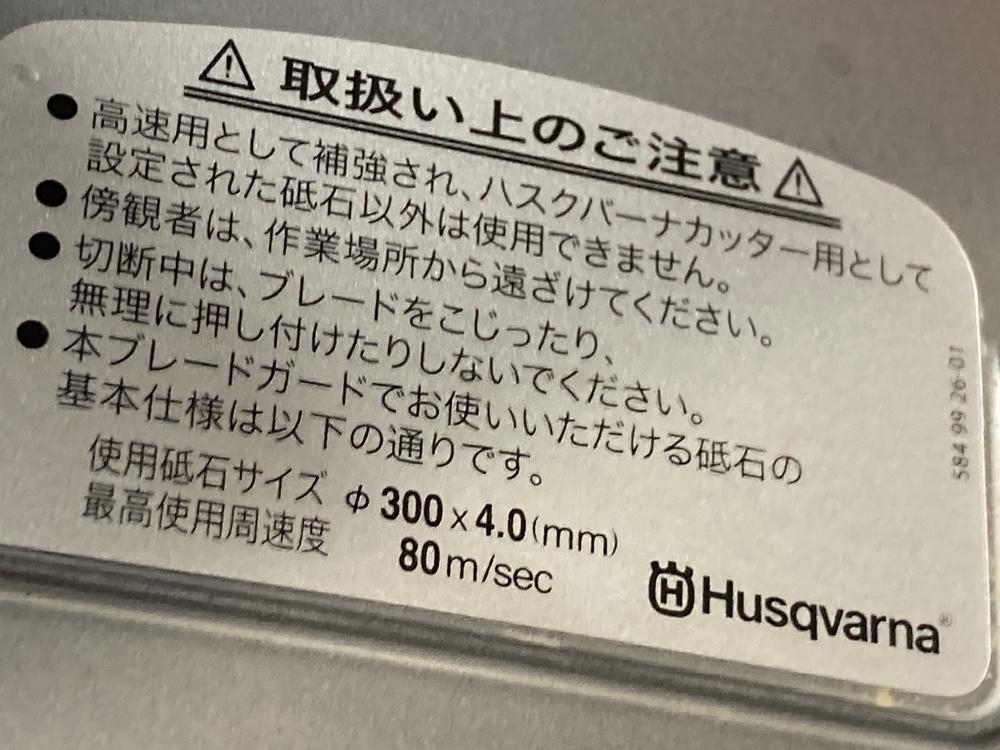 ⚠ 取扱い上のご注意 ⚠
● 高速用として補強され、ハスクバーナカッター用として
設定された砥石以外は使用できません。
● 傍観者は、作業場所から遠ざけてください。
● 切断中は、ブレードをこじったり、
無理に押し付けたりしないでください。
● 本ブレードガードでお使いいただける砥石の
基本仕様は以下の通りです。
使用砥石サイズ φ300×4.0(mm)
最高使用周速度 80m/sec
Husqvarna®
584 99 26-01